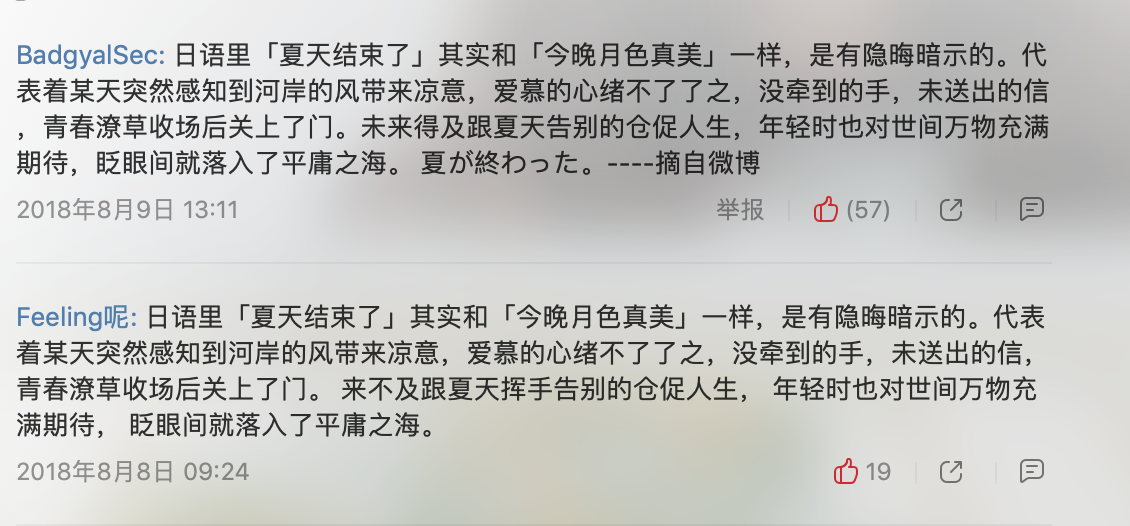 BadgyalSec: 日语里「夏天结束了」其实和「今晚月色真美」一样，是有隐晦暗示的。代
表着某天突然感知到河岸的风带来凉意，爱慕的心绪不了了之，没牵到的手，未送出的信
，青春潦草收场后关上了门。未来得及跟夏天告别的仓促人生，年轻时也对世间万物充满
期待，眨眼间就落入了平庸之海。 夏が終わった。----摘自微博
2018年8月9日 13:11 举报 (57)
Feeling呢: 日语里「夏天结束了」其实和「今晚月色真美」一样，是有隐晦暗示的。代表
着某天突然感知到河岸的风带来凉意，爱慕的心绪不了了之，没牵到的手，未送出的信，
青春潦草收场后关上了门。 来不及跟夏天挥手告别的仓促人生， 年轻时也对世间万物充
满期待， 眨眼间就落入了平庸之海。
2018年8月8日 09:24 19